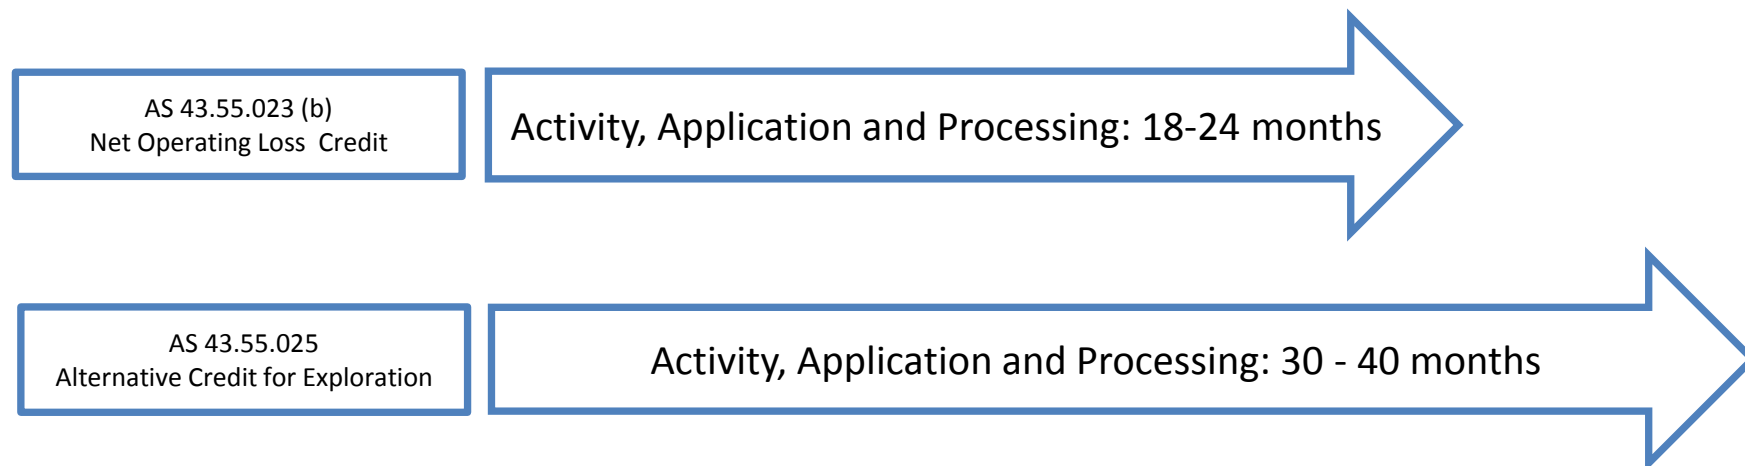 AS 43.55.023 (b)
Net Operating Loss Credit
Activity, Application and Processing: 18-24 months
AS 43.55.025
Alternative Credit for Exploration
Activity, Application and Processing: 30 - 40 months